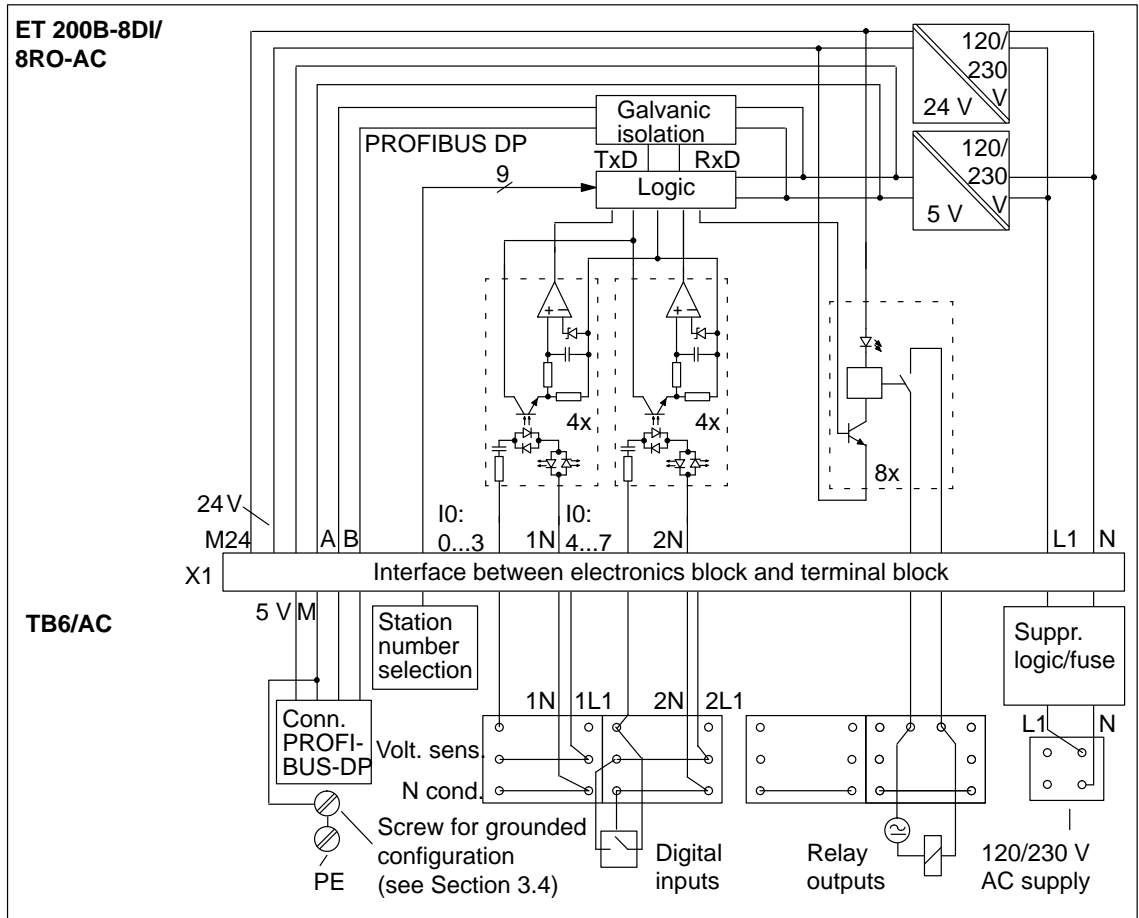 ET 200B-8DI/
8RO-AC
120/
230
V
24 V
Galvanic
isolation
PROFIBUS DP
TxD RxD
120/
230
V
5 V
9
Logic
4x
4x
8x
24 V
M24
A B
I0:
0...3
1N
I0:
4...7
2N
L1 N
X1
Interface between electronics block and terminal block
5 V M
TB6/AC
Station
number
selection
Suppr.
logic/fuse
1N 1L1 2N 2L1
L1 N
Conn.
PROFI-
BUS-DP
Volt. sens.
N cond.
Screw for grounded
configuration
(see Section 3.4)
PE
Digital
inputs
Relay
outputs
120/230 V
AC supply